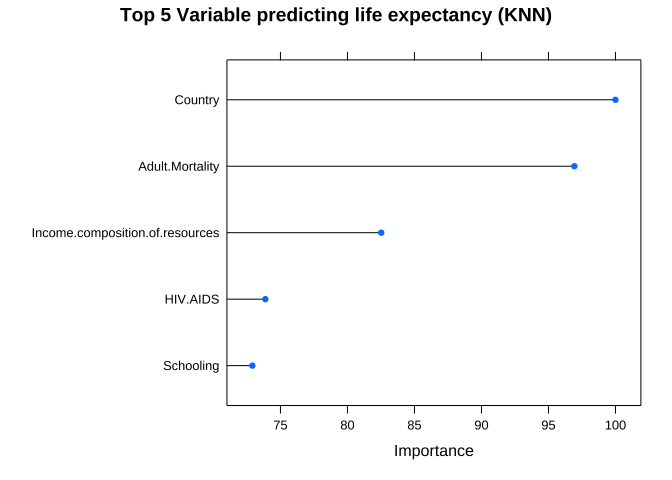 Top 5 Variable predicting life expectancy (KNN)
Country
Adult.Mortality
Income.composition.of.resources
HIV.AIDS
Schooling
75 80 85 90 95 100
Importance